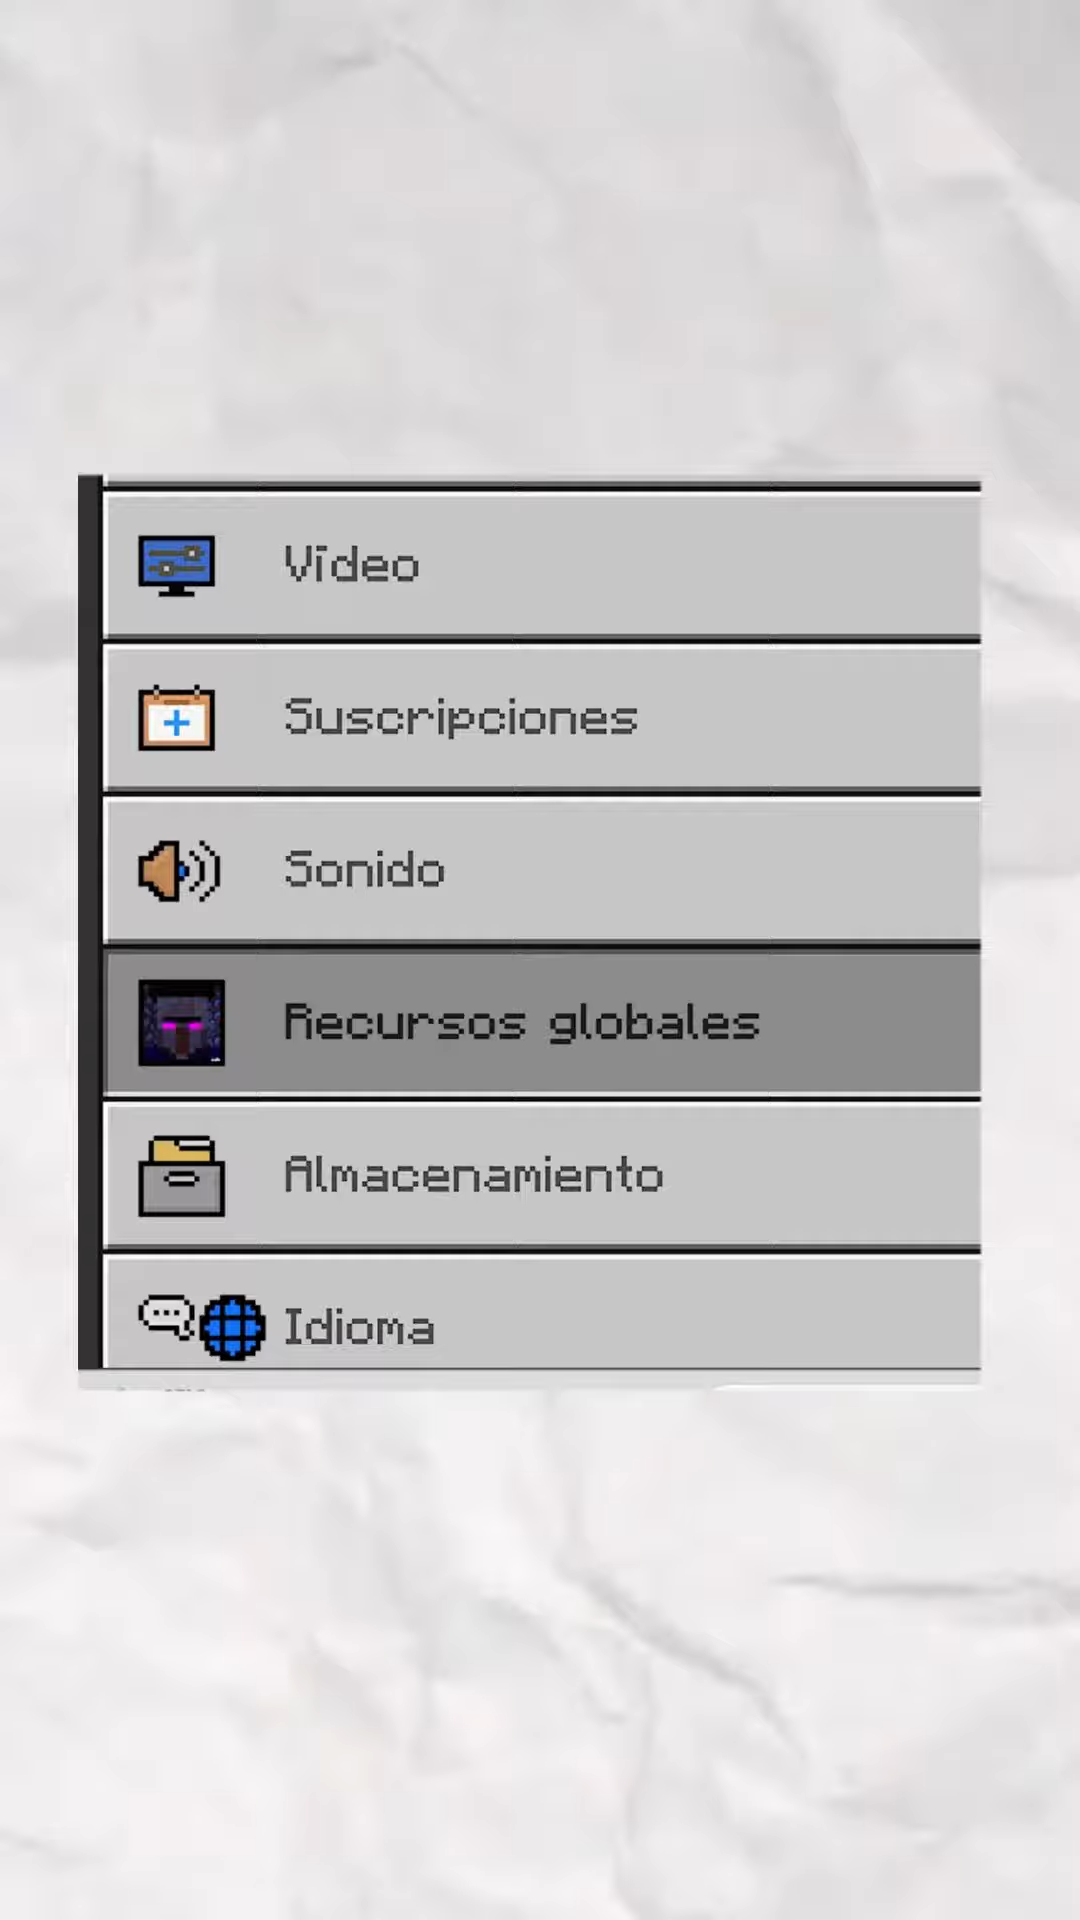 Vídeo
Suscripciones
Sonido
Recursos globales
Almacenamiento
Idioma